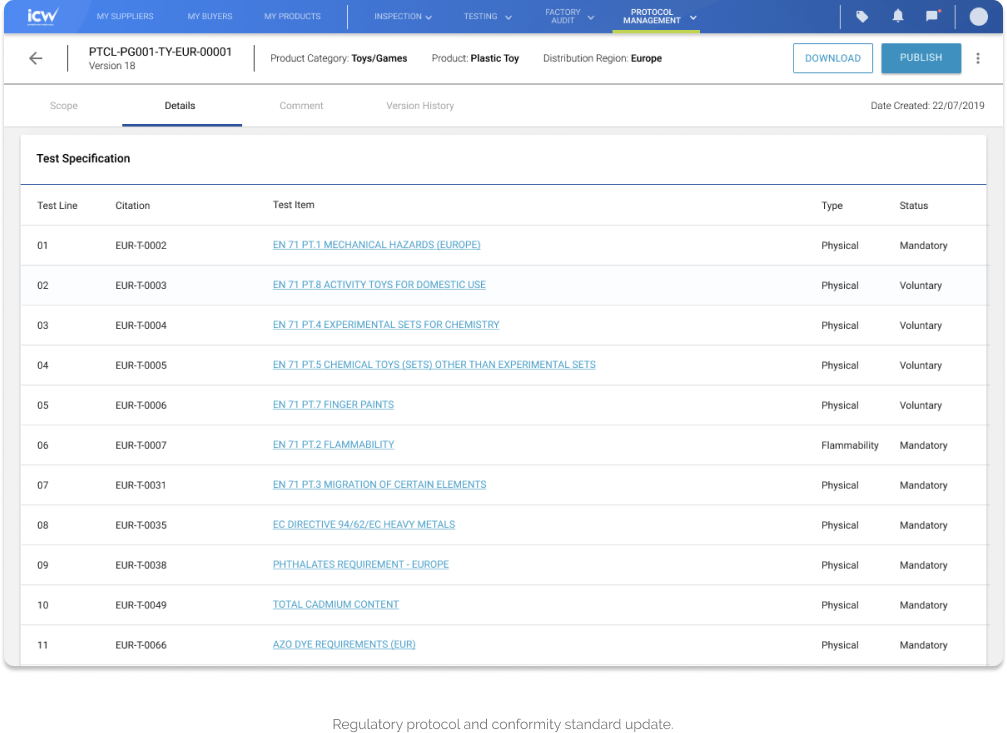 icw MY SUPPLIERS MY BUYERS MY PRODUCTS INSPECTION TESTING FACTORY AUDIT PROTOCOL MANAGEMENT
PTCL-PG001-TY-EUR-00001
Version 18
Product Category: Toys/Games Product: Plastic Toy Distribution Region: Europe DOWNLOAD PUBLISH
Scope Details Comment Version History Date Created: 22/07/2019
Test Specification
Test Line Citation Test Item Type Status
01 EUR-T-0002 EN 71 PT.1 MECHANICAL HAZARDS (EUROPE) Physical Mandatory
02 EUR-T-0003 EN 71 PT.8 ACTIVITY TOYS FOR DOMESTIC USE Physical Voluntary
03 EUR-T-0004 EN 71 PT.4 EXPERIMENTAL SETS FOR CHEMISTRY Physical Voluntary
04 EUR-T-0005 EN 71 PT.5 CHEMICAL TOYS (SETS) OTHER THAN EXPERIMENTAL SETS Physical Voluntary
05 EUR-T-0006 EN 71 PT.7 FINGER PAINTS Physical Voluntary
06 EUR-T-0007 EN 71 PT.2 FLAMMABILITY Flammability Mandatory
07 EUR-T-0031 EN 71 PT.3 MIGRATION OF CERTAIN ELEMENTS Physical Mandatory
08 EUR-T-0035 EC DIRECTIVE 94/62/EC HEAVY METALS Physical Mandatory
09 EUR-T-0038 PHTHALATES REQUIREMENT - EUROPE Physical Mandatory
10 EUR-T-0049 TOTAL CADMIUM CONTENT Physical Mandatory
11 EUR-T-0066 AZO DYE REQUIREMENTS (EUR) Physical Mandatory
Regulatory protocol and conformity standard update.